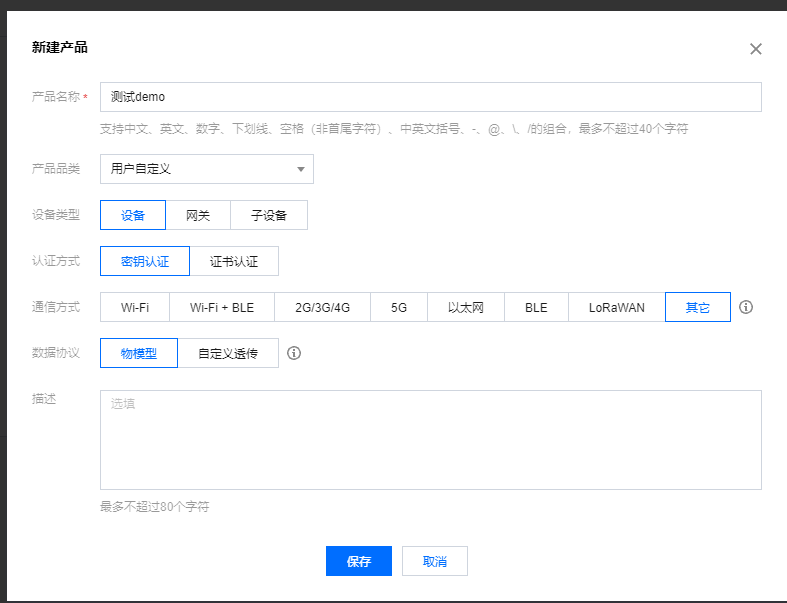 新建产品
产品名称 * 测试demo
支持中文、英文、数字、下划线、空格（非首尾字符）、中英文括号、-、@、\、/的组合，最多不超过40个字符
产品品类 用户自定义
设备类型 设备 网关 子设备
认证方式 密钥认证 证书认证
通信方式 Wi-Fi Wi-Fi + BLE 2G/3G/4G 5G 以太网 BLE LoRaWAN 其它
数据协议 物模型 自定义透传
描述 选填
最多不超过80个字符
保存 取消